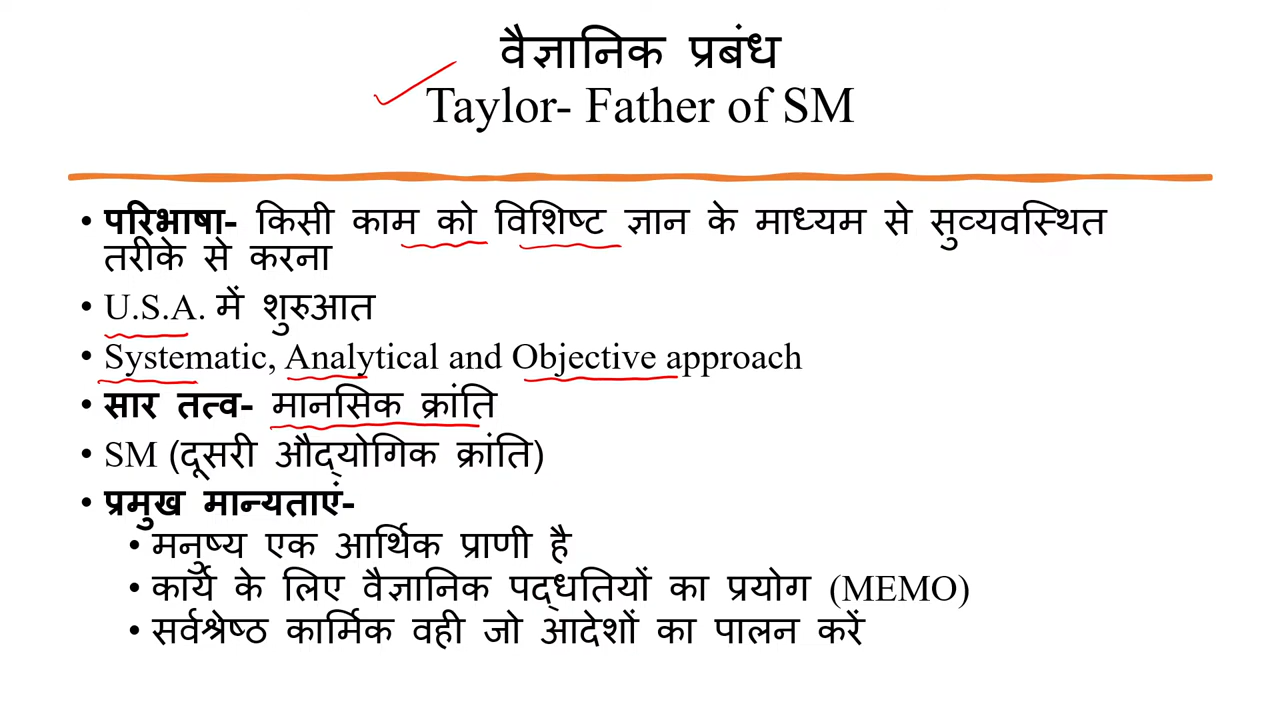 वैज्ञानिक प्रबंध
Taylor- Father of SM
• परिभाषा- किसी काम को विशिष्ट ज्ञान के माध्यम से सुव्यवस्थित
तरीके से करना
• U.S.A. में शुरुआत
• Systematic, Analytical and Objective approach
• सार तत्व- मानसिक क्रांति
• SM (दूसरी औद्योगिक क्रांति)
• प्रमुख मान्यताएं-
• मनुष्य एक आर्थिक प्राणी है
• कार्य के लिए वैज्ञानिक पद्धतियों का प्रयोग (MEMO)
• सर्वश्रेष्ठ कार्मिक वही जो आदेशों का पालन करें